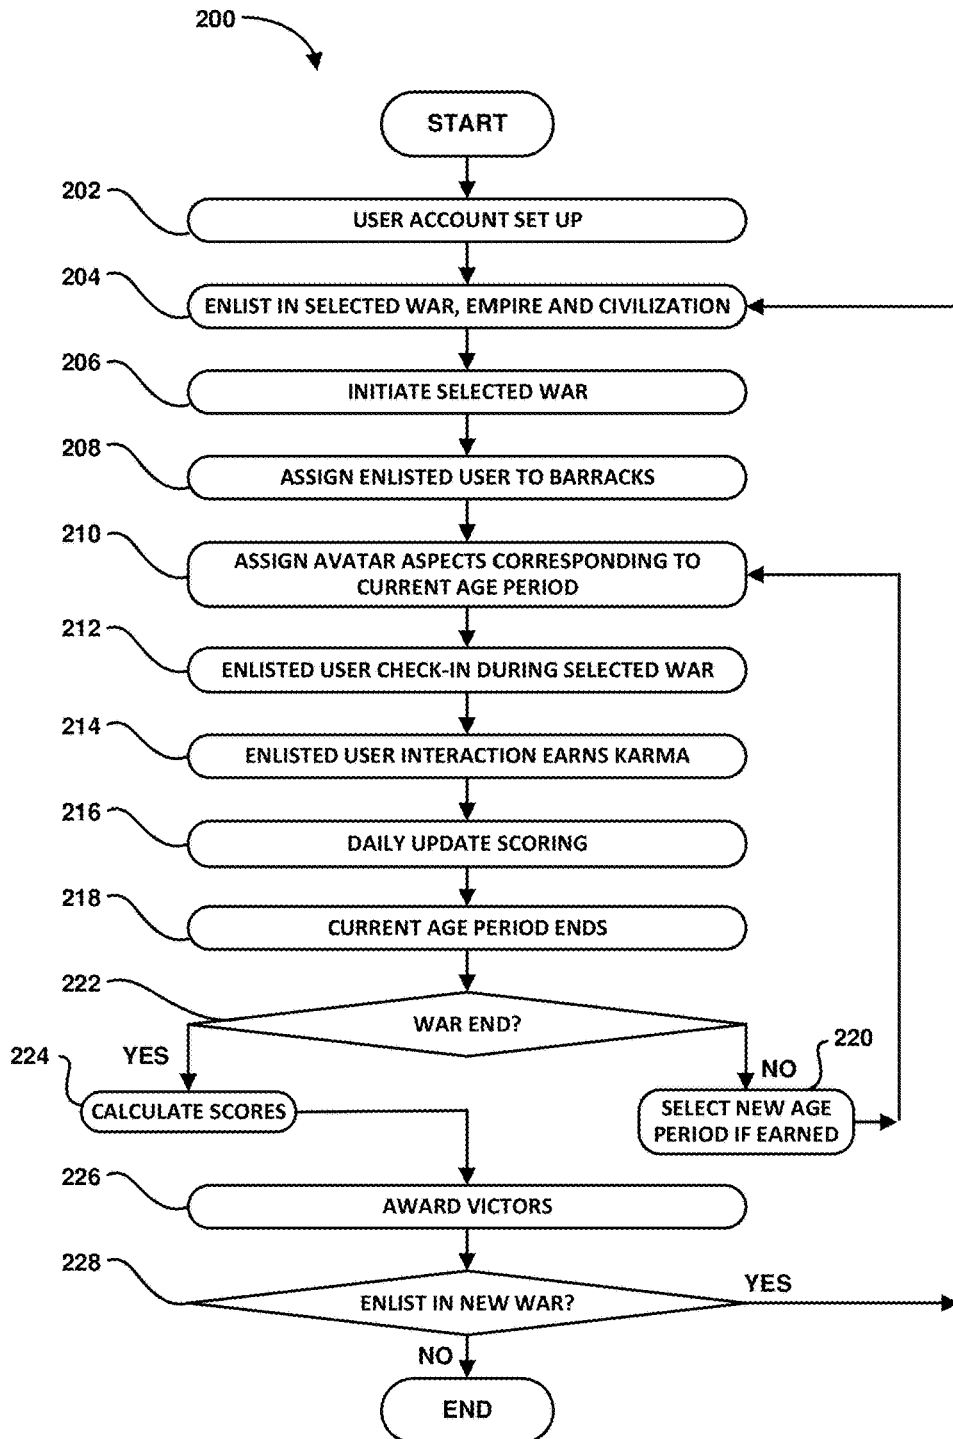 200
START
202
USER ACCOUNT SET UP
204
ENLIST IN SELECTED WAR, EMPIRE AND CIVILIZATION
206
INITIATE SELECTED WAR
208
ASSIGN ENLISTED USER TO BARRACKS
210
ASSIGN AVATAR ASPECTS CORRESPONDING TO
CURRENT AGE PERIOD
212
ENLISTED USER CHECK-IN DURING SELECTED WAR
214
ENLISTED USER INTERACTION EARNS KARMA
216
DAILY UPDATE SCORING
218
CURRENT AGE PERIOD ENDS
222
WAR END?
YES
NO
224
CALCULATE SCORES
220
SELECT NEW AGE
PERIOD IF EARNED
226
AWARD VICTORS
228
ENLIST IN NEW WAR?
YES
NO
END